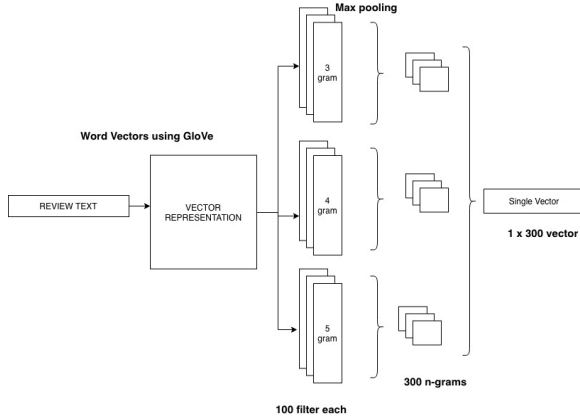 Max pooling
3
gram
Word Vectors using GloVe
REVIEW TEXT
VECTOR
REPRESENTATION
4
gram
Single Vector
1 x 300 vector
5
gram
300 n-grams
100 filter each